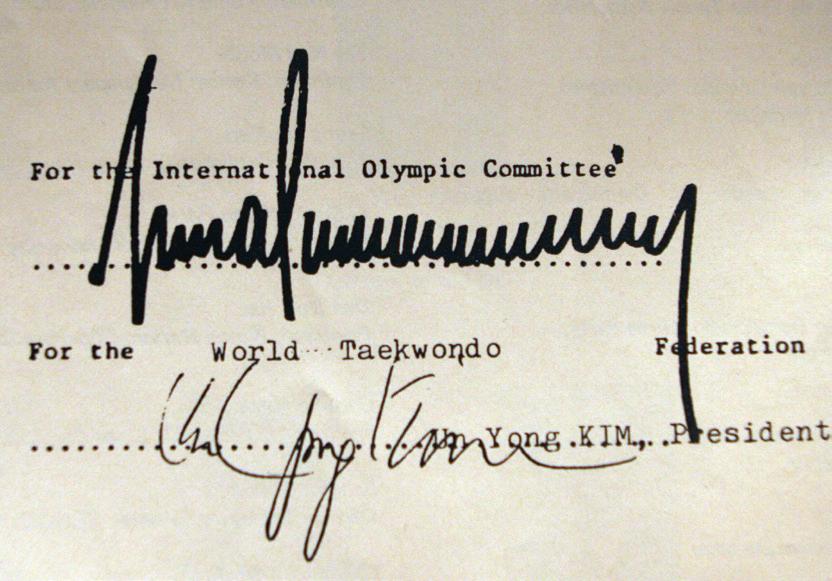 For the International Olympic Committee
For the World Taekwondo Federation
Un Yong KIM, President